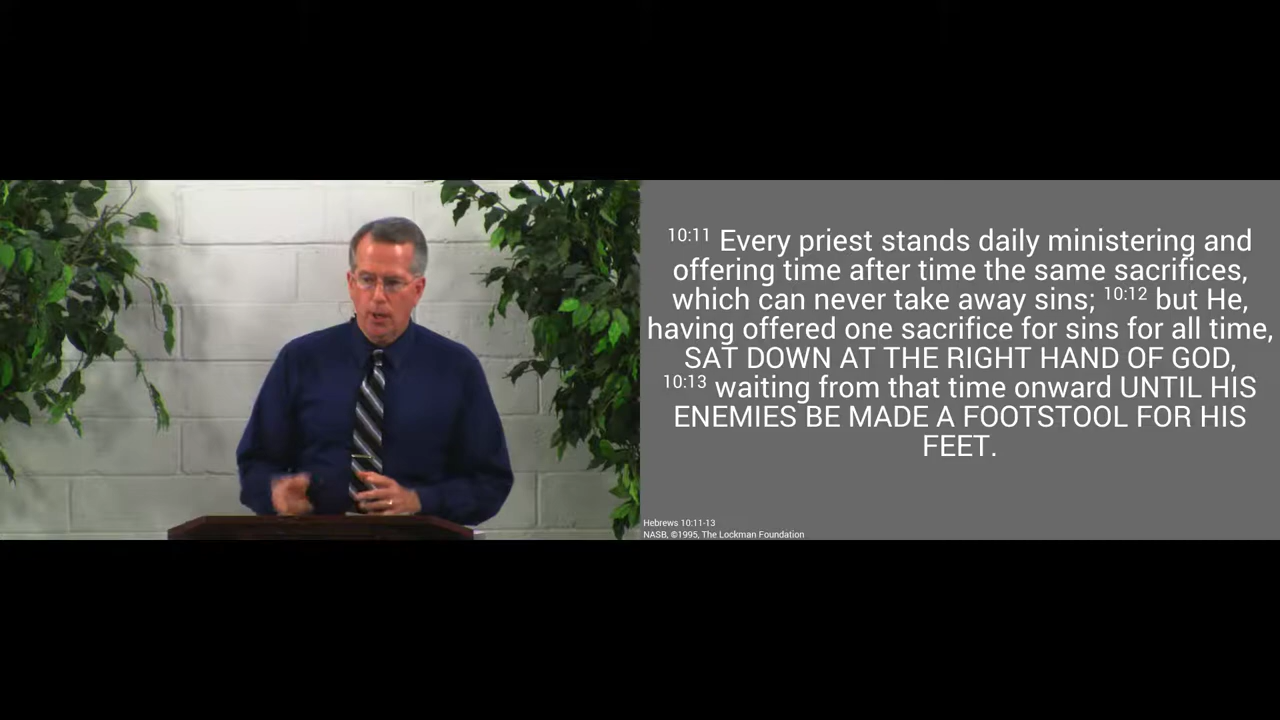 10:11 Every priest stands daily ministering and
offering time after time the same sacrifices,
which can never take away sins; 10:12 but He,
having offered one sacrifice for sins for all time,
SAT DOWN AT THE RIGHT HAND OF GOD,
10:13 waiting from that time onward UNTIL HIS
ENEMIES BE MADE A FOOTSTOOL FOR HIS
FEET.
Hebrews 10:11-13
NASB, ©1995, The Lockman Foundation